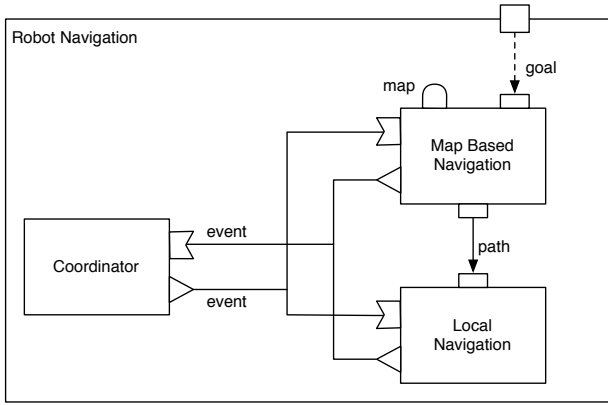 Robot Navigation
goal
map
Map Based
Navigation
event
path
Coordinator
event
Local
Navigation